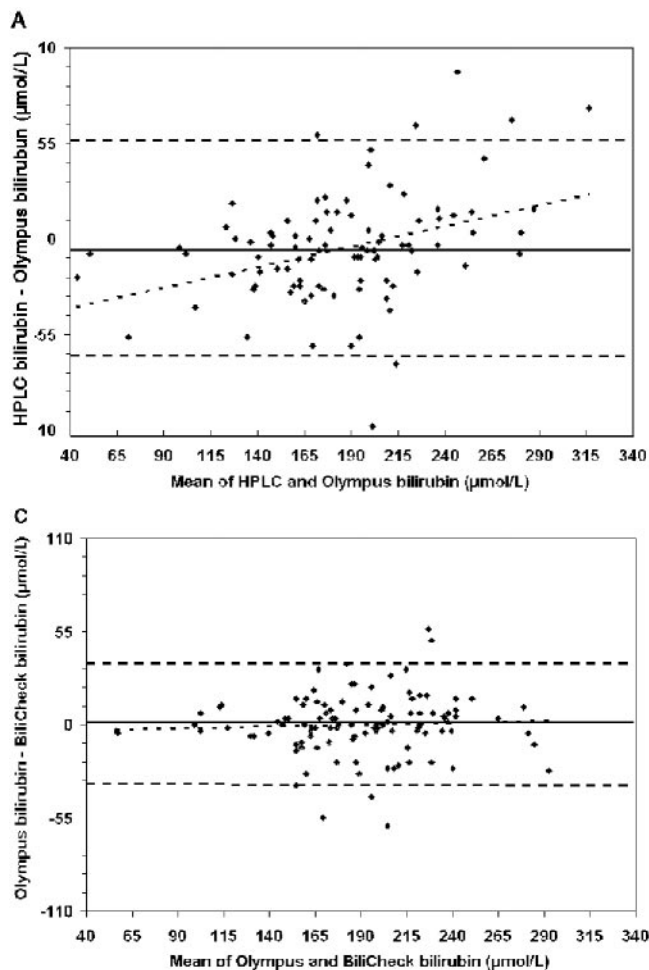 A
HPLC bilirubin - Olympus bilirubun (µmol/L)
10
55
0
-55
10
40 65 90 115 140 165 190 215 240 265 290 315 340
Mean of HPLC and Olympus bilirubin (µmol/L)
C
Olympus bilirubin - BiliCheck bilirubin (µmol/L)
110
55
0
-55
-110
40 65 90 115 140 165 190 215 240 265 290 315 340
Mean of Olympus and BiliCheck bilirubin (µmol/L)